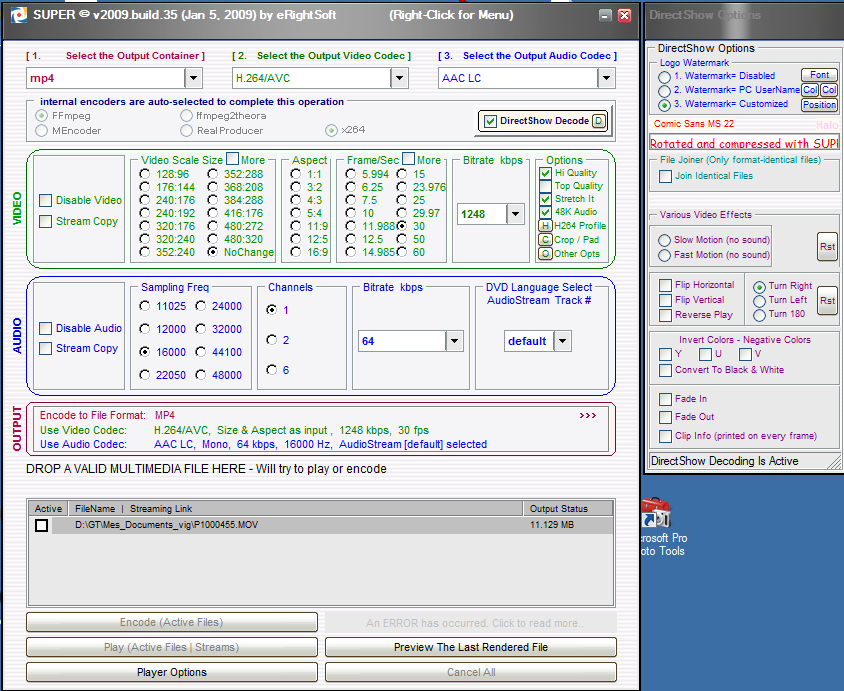 SUPER © v2009.build.35 (Jan 5, 2009) by eRightSoft (Right-Click for Menu)
[ 1. Select the Output Container ] [ 2. Select the Output Video Codec ] [ 3. Select the Output Audio Codec ]
mp4 H.264/AVC AAC LC
internal encoders are auto-selected to complete this operation
FFmpeg ffmpeg2theora
MEncoder RealProducer x264
DirectShow Decode D
VIDEO
Disable Video
Stream Copy
Video Scale Size More
128:96 352:288
176:144 368:208
240:176 384:288
240:192 416:176
320:176 480:272
320:240 480:320
352:240 NoChange
Aspect
1:1
3:2
4:3
5:4
11:9
12:5
16:9
Frame/Sec More
5.994 15
6.25 23.976
7.5 25
10 29.97
11.988 30
12.5 50
14.985 60
Bitrate kbps
1248
Options
Hi Quality
Top Quality
Stretch It
48K Audio
H H264 Profile
C Crop / Pad
O Other Opts
AUDIO
Disable Audio
Stream Copy
Sampling Freq
11025 24000
12000 32000
16000 44100
22050 48000
Channels
1
2
6
Bitrate kbps
64
DVD Language Select
AudioStream Track #
default
OUTPUT
Encode to File Format: MP4 >>>
Use Video Codec: H.264/AVC, Size & Aspect as input , 1248 kbps, 30 fps
Use Audio Codec: AAC LC, Mono, 64 kbps, 16000 Hz, AudioStream [default] selected
DROP A VALID MULTIMEDIA FILE HERE - Will try to play or encode
Active FileName | Streaming Link Output Status
D:\GT\Mes_Documents_vig\P1000455.MOV 11.129 MB
Encode (Active Files) An ERROR has occurred. Click to read more..
Play (Active Files | Streams) Preview The Last Rendered File
Player Options Cancel All
DirectShow Options
DirectShow Options
Logo Watermark
1. Watermark= Disabled Font
2. Watermark= PC UserName Col Col
3. Watermark= Customized Position
Comic Sans MS 22 Halo
Rotated and compressed with SUP
File Joiner (Only format-identical files)
Join Identical Files
Various Video Effects
Slow Motion (no sound)
Fast Motion (no sound)
Rst
Flip Horizontal
Flip Vertical
Reverse Play
Turn Right
Turn Left
Turn 180
Rst
Invert Colors - Negative Colors
Y U V
Convert To Black & White
Fade In
Fade Out
Clip Info (printed on every frame)
DirectShow Decoding Is Active
rosoft Pro
oto Tools